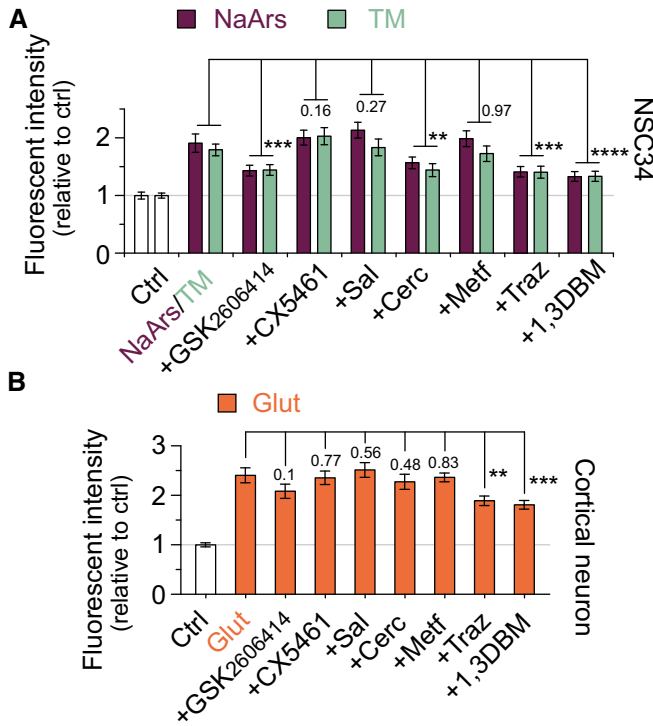 A
NaArs TM
Fluorescent intensity
(relative to ctrl)
2
1
0
***
0.16
0.27
**
0.97
***
****
NSC34
Ctrl
NaArs/TM
+GSK2606414
+CX5461
+Sal
+Cerc
+Metf
+Traz
+1,3DBM
B
Glut
Fluorescent intensity
(relative to ctrl)
3
2
1
0
0.1
0.77
0.56
0.48
0.83
**
***
Cortical neuron
Ctrl
Glut
+GSK2606414
+CX5461
+Sal
+Cerc
+Metf
+Traz
+1,3DBM